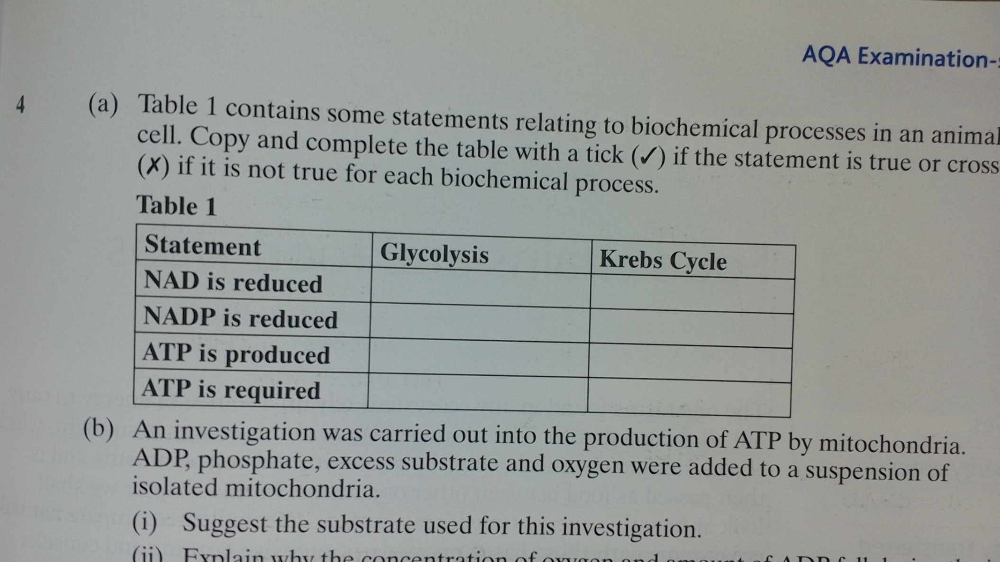 AQA Examination-
4 (a) Table 1 contains some statements relating to biochemical processes in an animal
cell. Copy and complete the table with a tick (✓) if the statement is true or cross
(✗) if it is not true for each biochemical process.
Table 1
Statement Glycolysis Krebs Cycle
NAD is reduced
NADP is reduced
ATP is produced
ATP is required
(b) An investigation was carried out into the production of ATP by mitochondria.
ADP, phosphate, excess substrate and oxygen were added to a suspension of
isolated mitochondria.
(i) Suggest the substrate used for this investigation.
(ii) Explain why the concentration of oxygen and amount of ADP fell